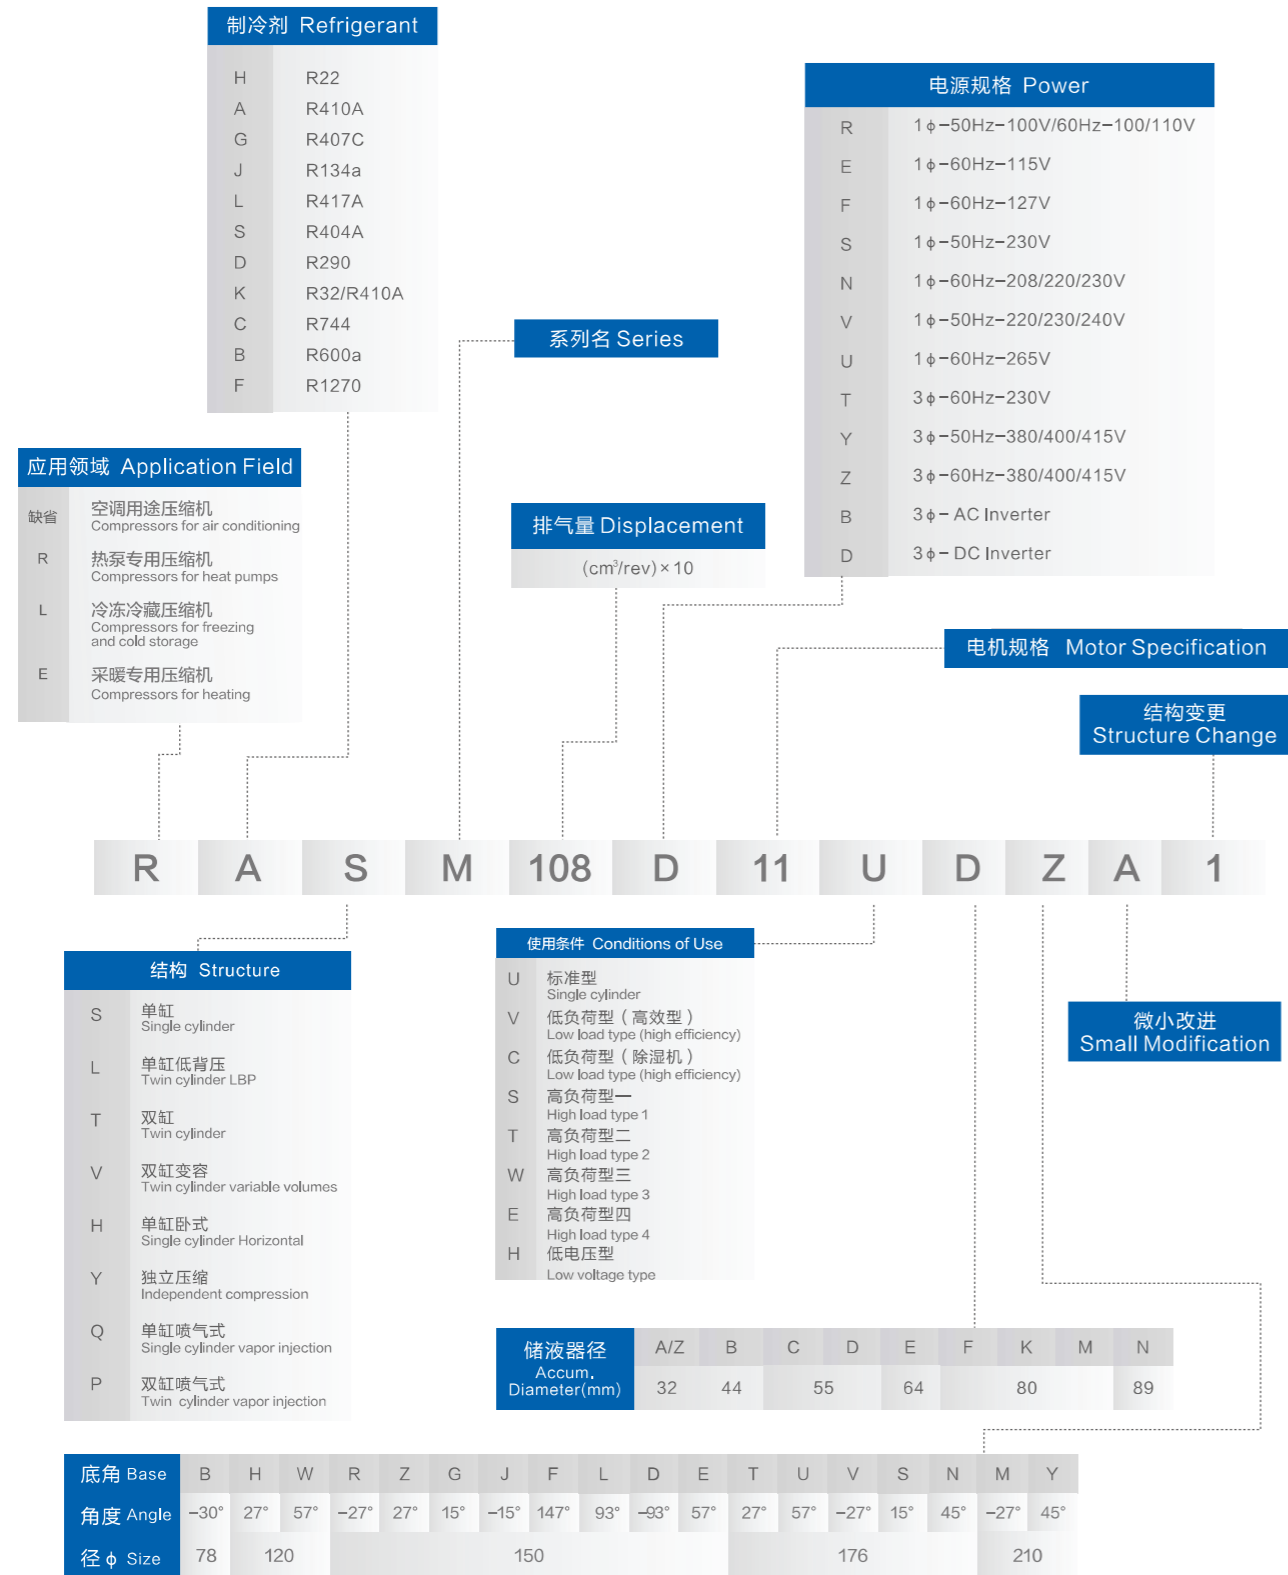 制冷剂 Refrigerant
H R22
A R410A
G R407C
J R134a
L R417A
S R404A
D R290
K R32/R410A
C R744
B R600a
F R1270
电源规格 Power
R 1φ-50Hz-100V/60Hz-100/110V
E 1φ-60Hz-115V
F 1φ-60Hz-127V
S 1φ-50Hz-230V
N 1φ-60Hz-208/220/230V
V 1φ-50Hz-220/230/240V
U 1φ-60Hz-265V
T 3φ-60Hz-230V
Y 3φ-50Hz-380/400/415V
Z 3φ-60Hz-380/400/415V
B 3φ- AC Inverter
D 3φ- DC Inverter
系列名 Series
应用领域 Application Field
缺省 空调用途压缩机
Compressors for air conditioning
R 热泵专用压缩机
Compressors for heat pumps
L 冷冻冷藏压缩机
Compressors for freezing
and cold storage
E 采暖专用压缩机
Compressors for heating
排气量 Displacement
(cm³/rev)×10
电机规格 Motor Specification
结构变更
Structure Change
R A S M 108 D 11 U D Z A 1
结构 Structure
S 单缸
Single cylinder
L 单缸低背压
Twin cylinder LBP
T 双缸
Twin cylinder
V 双缸变容
Twin cylinder variable volumes
H 单缸卧式
Single cylinder Horizontal
Y 独立压缩
Independent compression
Q 单缸喷气式
Single cylinder vapor injection
P 双缸喷气式
Twin cylinder vapor injection
使用条件 Conditions of Use
U 标准型
Single cylinder
V 低负荷型（高效型）
Low load type (high efficiency)
C 低负荷型（除湿机）
Low load type (high efficiency)
S 高负荷型一
High load type 1
T 高负荷型二
High load type 2
W 高负荷型三
High load type 3
E 高负荷型四
High load type 4
H 低电压型
Low voltage type
微小改进
Small Modification
储液器径
Accum.
Diameter(mm)
A/Z B C D E F K M N
32 44 55 64 80 89
底角 Base B H W R Z G J F L D E T U V S N M Y
角度 Angle -30° 27° 57° -27° 27° 15° -15° 147° 93° -93° 57° 27° 57° -27° 15° 45° -27° 45°
径φ Size 78 120 150 176 210